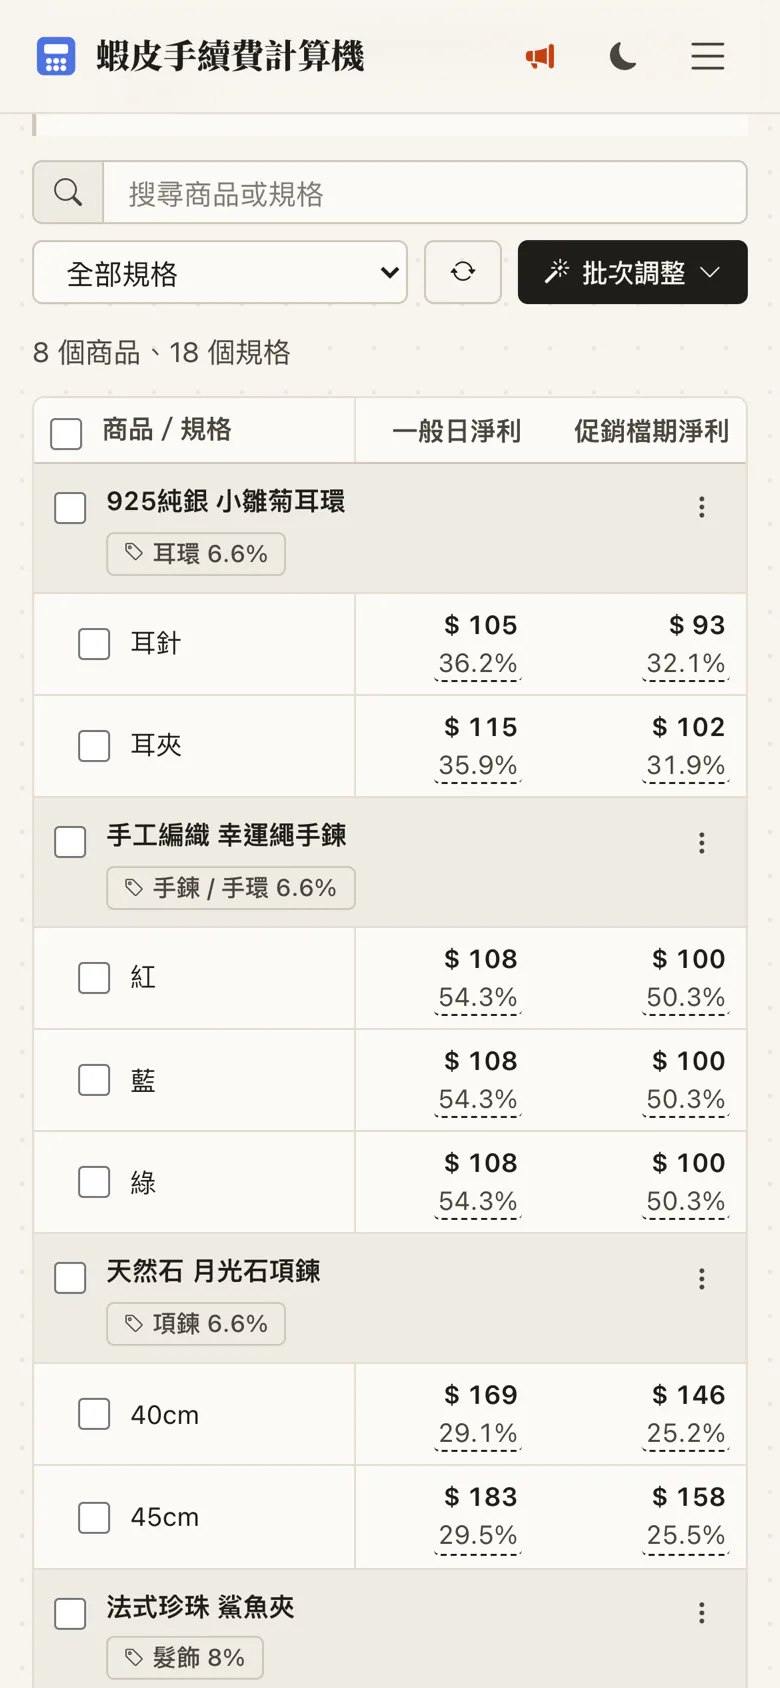 蝦皮手續費計算機
搜尋商品或規格
全部規格
批次調整
8 個商品、18 個規格
商品 / 規格 一般日淨利 促銷檔期淨利
925純銀 小雛菊耳環
耳環 6.6%
耳針 $ 105 $ 93
36.2% 32.1%
耳夾 $ 115 $ 102
35.9% 31.9%
手工編織 幸運繩手鍊
手鍊 / 手環 6.6%
紅 $ 108 $ 100
54.3% 50.3%
藍 $ 108 $ 100
54.3% 50.3%
綠 $ 108 $ 100
54.3% 50.3%
天然石 月光石項鍊
項鍊 6.6%
40cm $ 169 $ 146
29.1% 25.2%
45cm $ 183 $ 158
29.5% 25.5%
法式珍珠 鯊魚夾
髮飾 8%